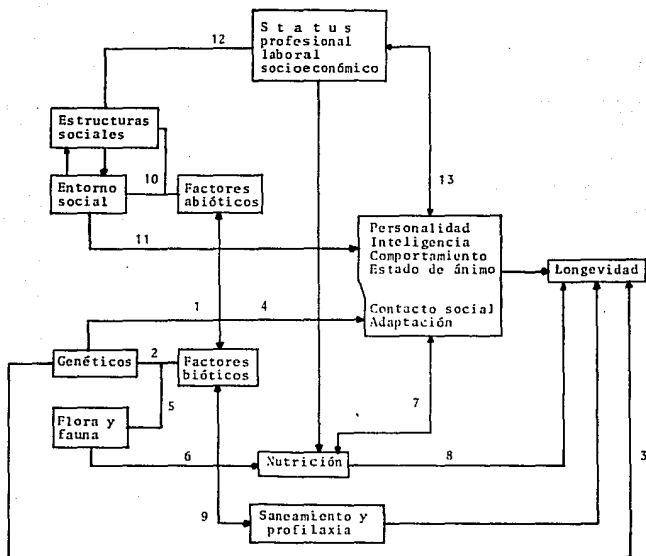 12
S t a t u s
profesional
laboral
socioeconómico
Estructuras
sociales
10
13
Entorno
social
Factores
abióticos
11
Personalidad
Inteligencia
Comportamiento
Estado de ánimo
Contacto social
Adaptación
Longevidad
1
4
Genéticos
2
Factores
bióticos
5
7
Flora y
fauna
6
Nutrición
8
3
9
Saneamiento y
profilaxia